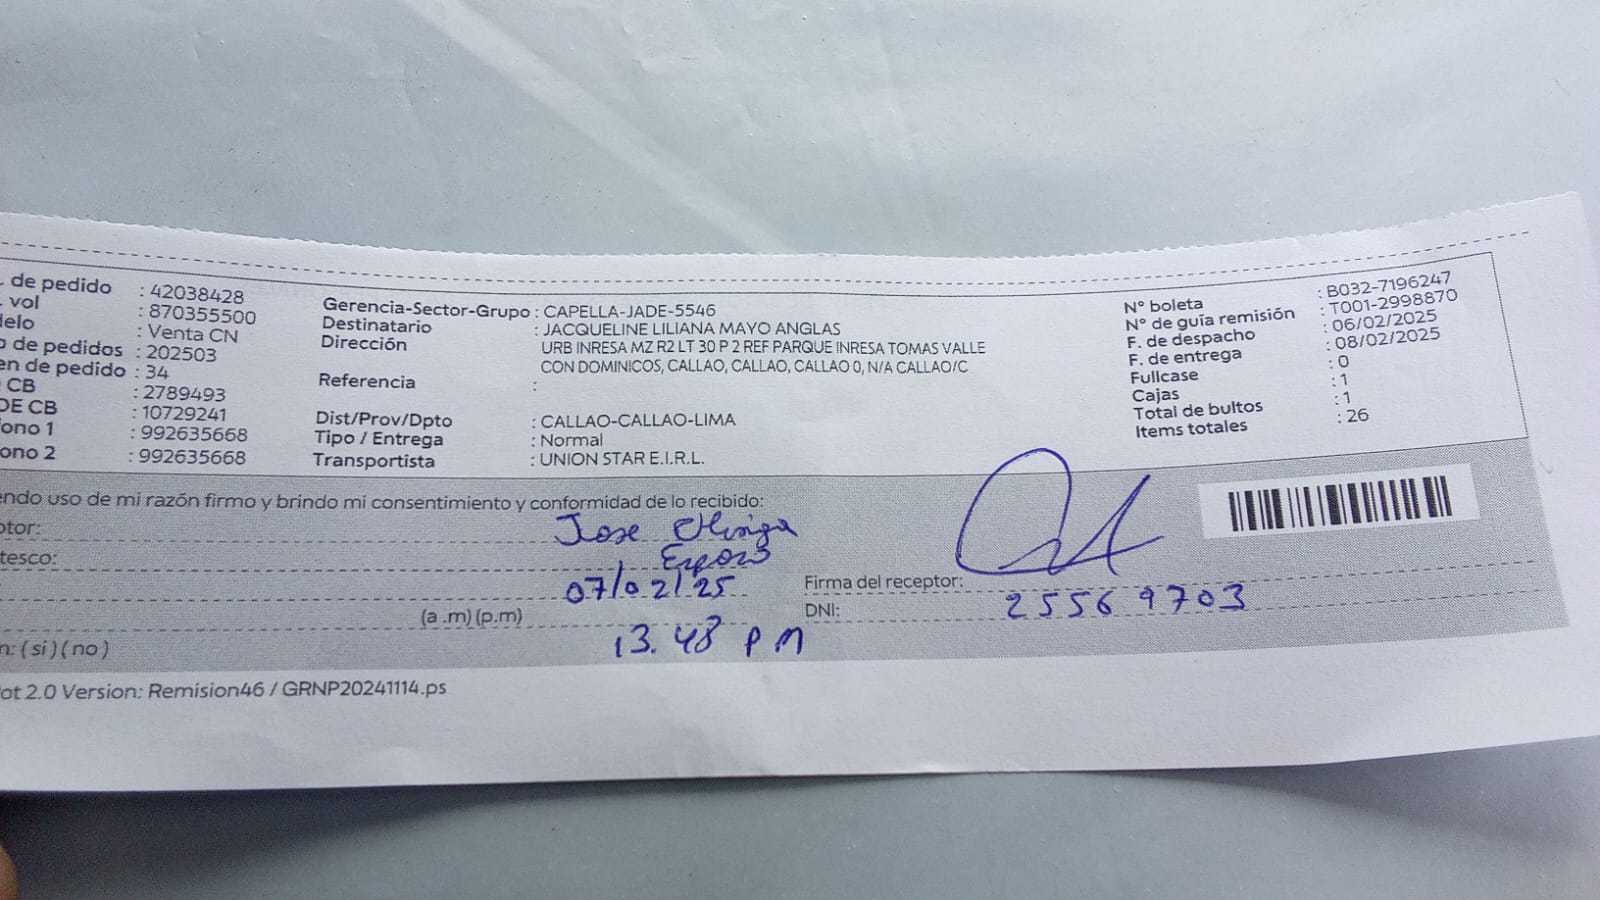 . de pedido : 42038428
. vol : 870355500
delo : Venta CN
o de pedidos : 202503
en de pedido : 34
CB : 2789493
DE CB : 10729241
fono 1 : 992635668
ono 2 : 992635668
Gerencia-Sector-Grupo : CAPELLA-JADE-5546
Destinatario : JACQUELINE LILIANA MAYO ANGLAS
Dirección URB INRESA MZ R2 LT 30 P 2 REF PARQUE INRESA TOMAS VALLE
CON DOMINICOS, CALLAO, CALLAO, CALLAO 0, N/A CALLAO/C
Referencia :
Dist/Prov/Dpto : CALLAO-CALLAO-LIMA
Tipo / Entrega : Normal
Transportista : UNION STAR E.I.R.L.
N° boleta : B032-7196247
N° de guía remisión : T001-2998870
F. de despacho : 06/02/2025
F. de entrega : 08/02/2025
Fullcase : 0
Cajas : 1
Total de bultos : 1
Items totales : 26
endo uso de mi razón firmo y brindo mi consentimiento y conformidad de lo recibido:
ptor: Jose
tesco: Esposo
07/02/25
Firma del receptor:
(a .m) (p.m) 13.48 PM
DNI: 25569703
n: ( si ) ( no )
ot 2.0 Version: Remision46 / GRNP20241114.ps